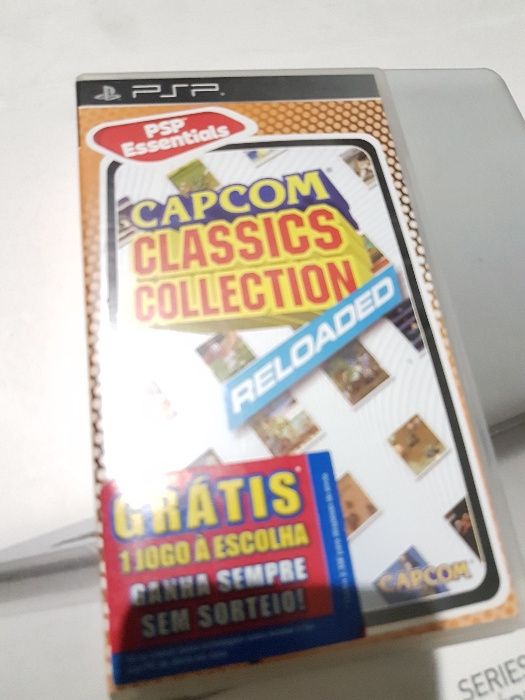 PSP
PSP
Essentials
CAPCOM
CLASSICS
COLLECTION
RELOADED
GRÁTIS
1 JOGO À ESCOLHA
GANHA SEMPRE
SEM SORTEIO!
CAPCOM
SERIES